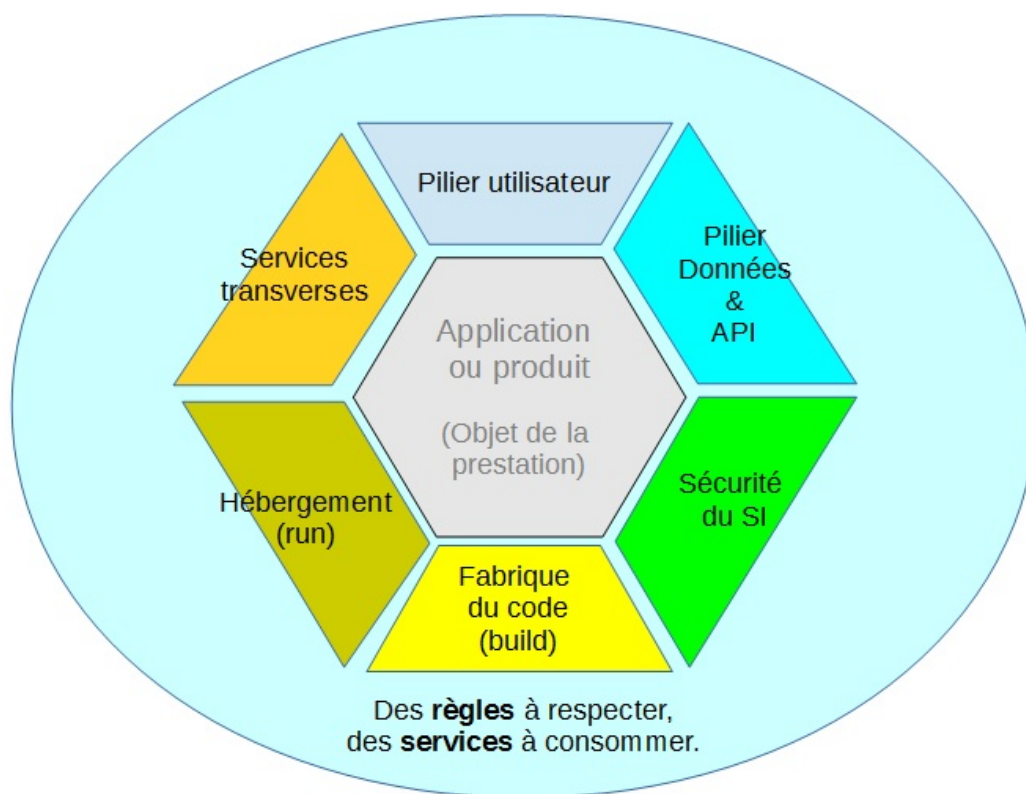 Pilier utilisateur
Pilier
Données
&
API
Services
transverses
Application
ou produit
(Objet de la
prestation)
Sécurité
du SI
Hébergement
(run)
Fabrique
du code
(build)
Des règles à respecter,
des services à consommer.